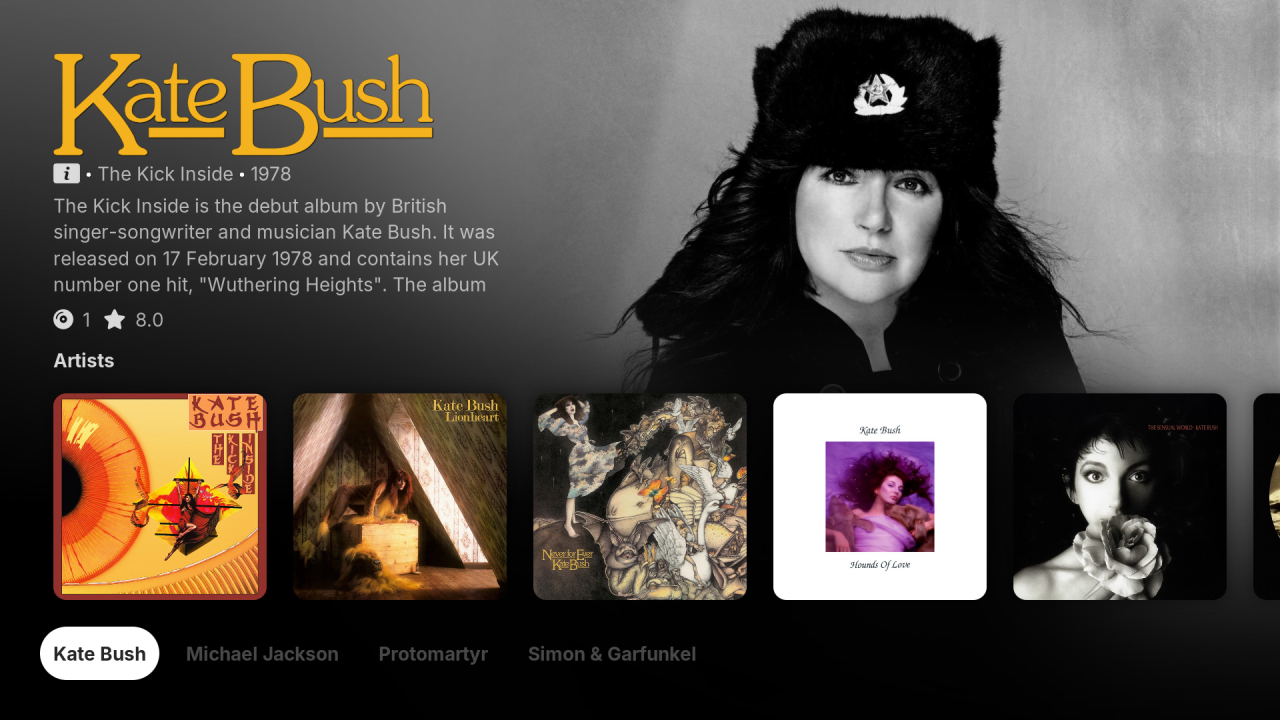 Kate Bush
i • The Kick Inside • 1978
The Kick Inside is the debut album by British
singer-songwriter and musician Kate Bush. It was
released on 17 February 1978 and contains her UK
number one hit, "Wuthering Heights". The album
1 8.0
Artists
KATE
BUSH
THE KICK INSIDE
Kate Bush
Lionheart
Never for Ever
Kate Bush
Kate Bush
Hounds Of Love
THE SENSUAL WORLD · KATE BUSH
Kate Bush Michael Jackson Protomartyr Simon & Garfunkel